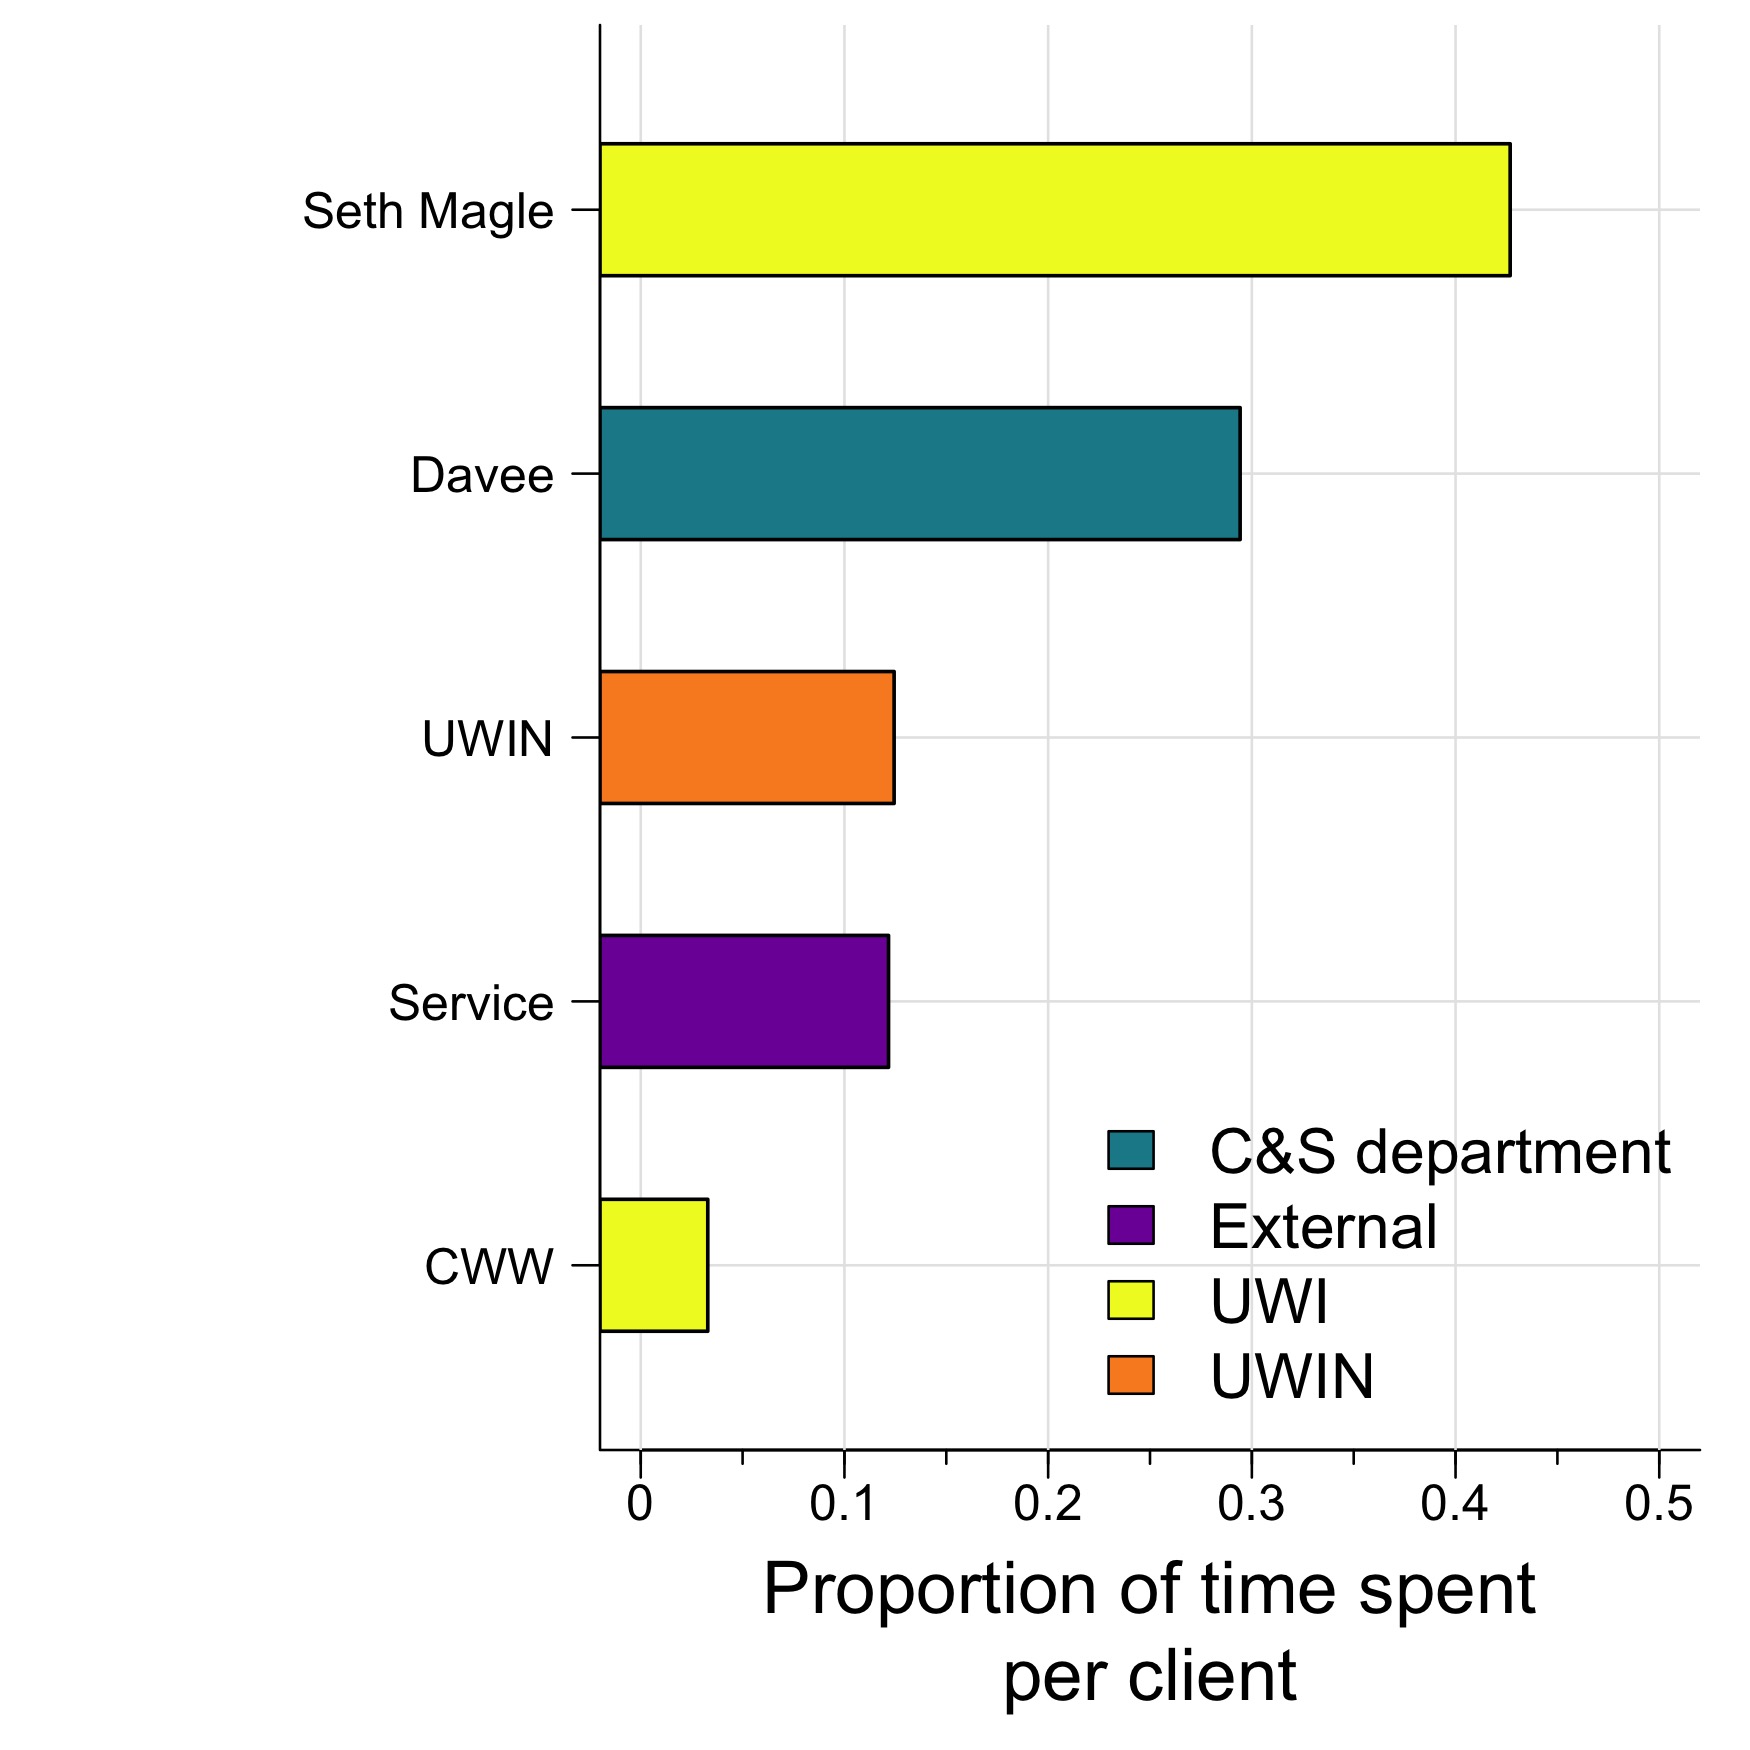 Seth Magle
Davee
UWIN
Service
CWW
C&S department
External
UWI
UWIN
0 0.1 0.2 0.3 0.4 0.5
Proportion of time spent
per client